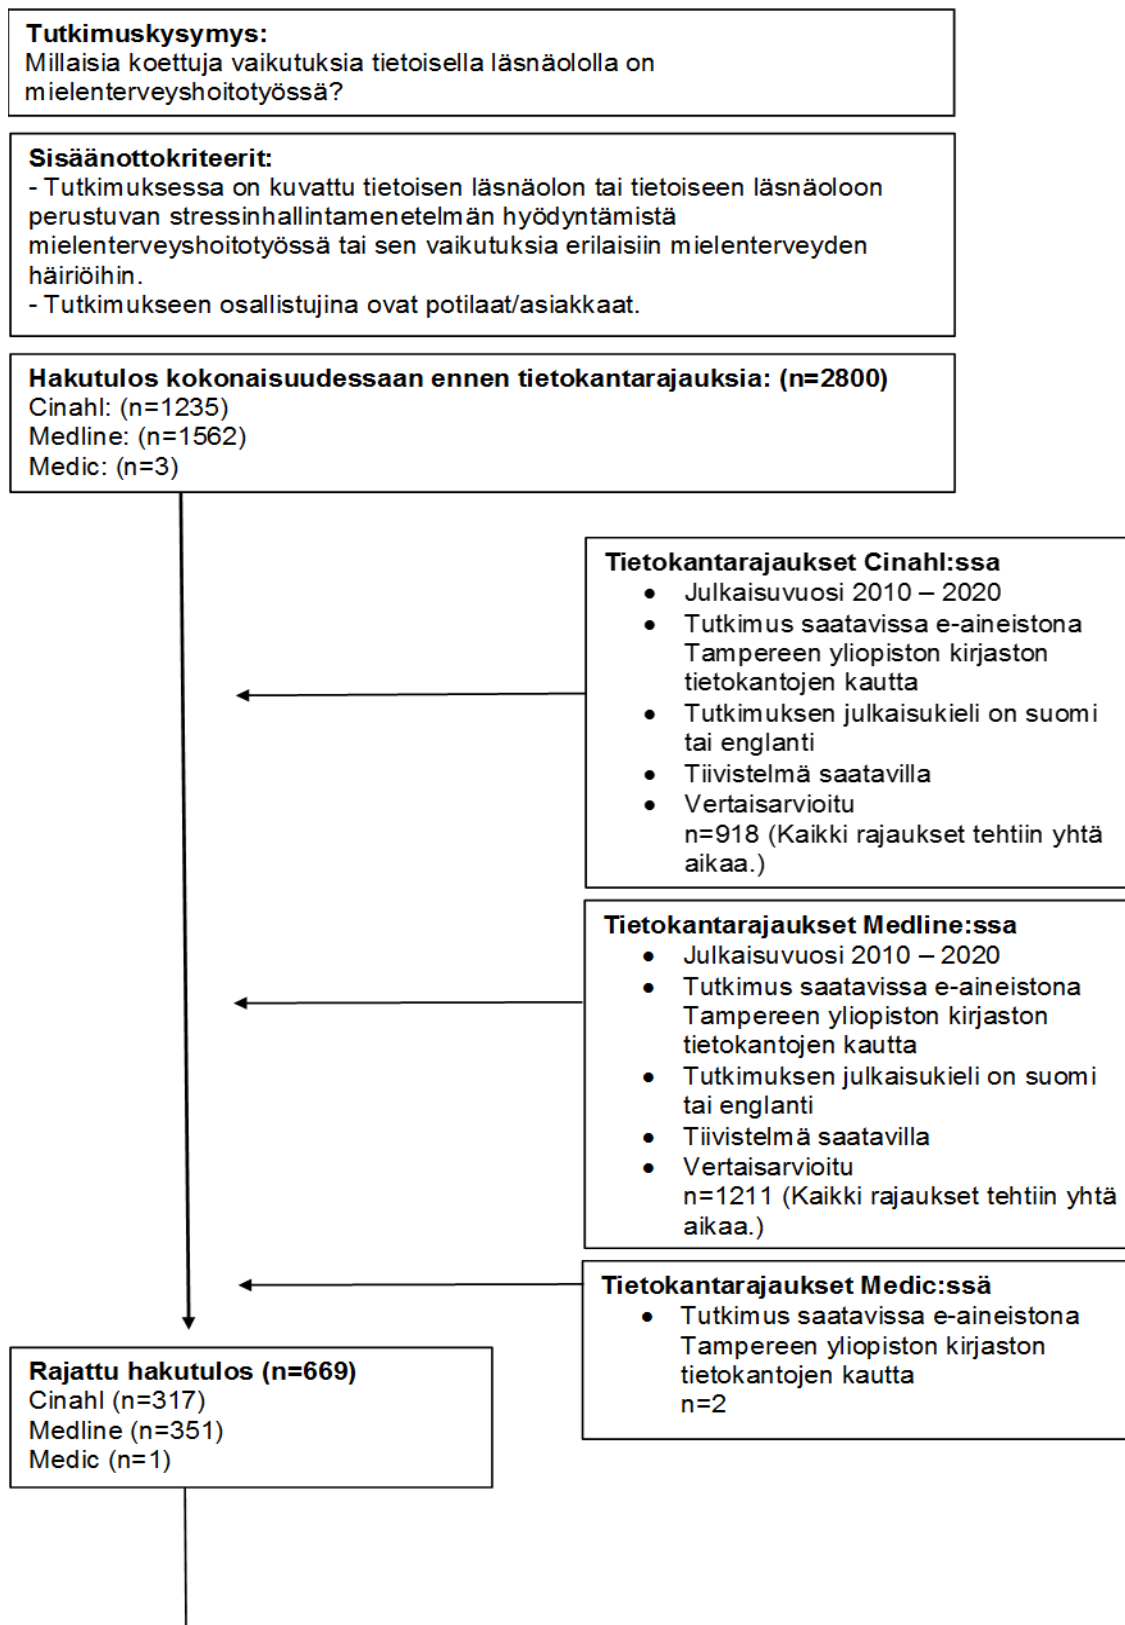 Tutkimuskysymys:
Millaisia koettuja vaikutuksia tietoisella läsnäololla on
mielenterveyshoitotyössä?
Sisäänottokriteerit:
- Tutkimuksessa on kuvattu tietoisen läsnäolon tai tietoiseen läsnäoloon
perustuvan stressinhallintamenetelmän hyödyntämistä
mielenterveyshoitotyössä tai sen vaikutuksia erilaisiin mielenterveyden
häiriöihin.
- Tutkimukseen osallistujina ovat potilaat/asiakkaat.
Hakutulos kokonaisuudessaan ennen tietokantarajauksia: (n=2800)
Cinahl: (n=1235)
Medline: (n=1562)
Medic: (n=3)
Tietokantarajaukset Cinahl:ssa
• Julkaisuvuosi 2010 – 2020
• Tutkimus saatavissa e-aineistona
Tampereen yliopiston kirjaston
tietokantojen kautta
• Tutkimuksen julkaisukieli on suomi
tai englanti
• Tiivistelmä saatavilla
• Vertaisarvioitu
n=918 (Kaikki rajaukset tehtiin yhtä
aikaa.)
Tietokantarajaukset Medline:ssa
• Julkaisuvuosi 2010 – 2020
• Tutkimus saatavissa e-aineistona
Tampereen yliopiston kirjaston
tietokantojen kautta
• Tutkimuksen julkaisukieli on suomi
tai englanti
• Tiivistelmä saatavilla
• Vertaisarvioitu
n=1211 (Kaikki rajaukset tehtiin yhtä
aikaa.)
Tietokantarajaukset Medic:ssä
• Tutkimus saatavissa e-aineistona
Tampereen yliopiston kirjaston
tietokantojen kautta
n=2
Rajattu hakutulos (n=669)
Cinahl (n=317)
Medline (n=351)
Medic (n=1)